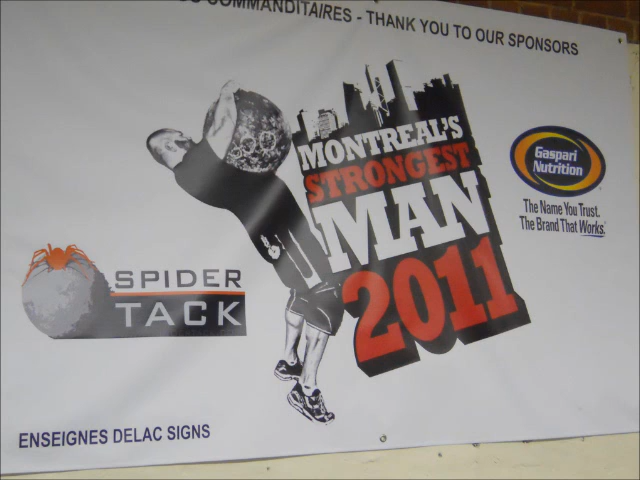 COMMANDITAIRES - THANK YOU TO OUR SPONSORS
MONTREAL'S
STRONGEST
MAN
2011
Gaspari
Nutrition
The Name You Trust.
The Brand That Works.
SPIDER
TACK
ENSEIGNES DELAC SIGNS